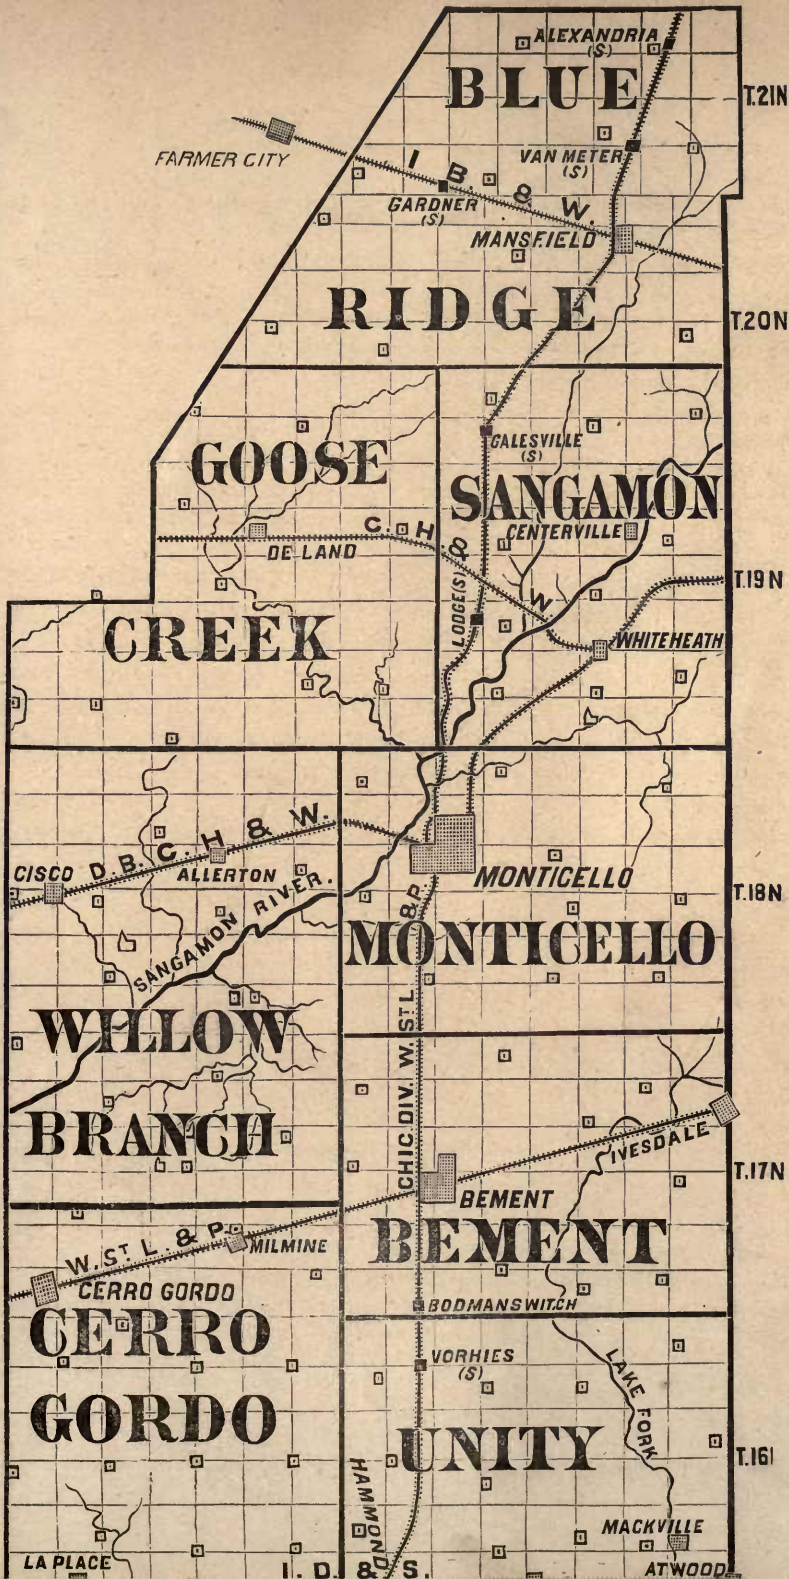 ALEXANDRIA
(S)
BLUE
T.21N
FARMER CITY
I. B. & W.
VAN METER
(S)
GARDNER
(S)
MANSFIELD
RIDGE
T.20N
GOOSE
GALESVILLE
(S)
SANGAMON
C. H. & W.
CENTERVILLE
DE LAND
LODGE(S)
T.19N
CREEK
WHITEHEATH
D. B. C. H & W.
CISCO
ALLERTON
MONTICELLO
SANGAMON RIVER.
T.18N
MONTICELLO
CHIC DIV. W. ST L. & P.
WILLOW
BRANCH
IVESDALE
T.17N
BEMENT
BEMENT
W. ST L. & P.
MILMINE
CERRO GORDO
BODMANSWITCH
CERRO
GORDO
VORHIES
(S)
LAKE FORK
UNITY
T.161
HAMMOND
MACKVILLE
LA PLACE
I. D. & S.
ATWOOD